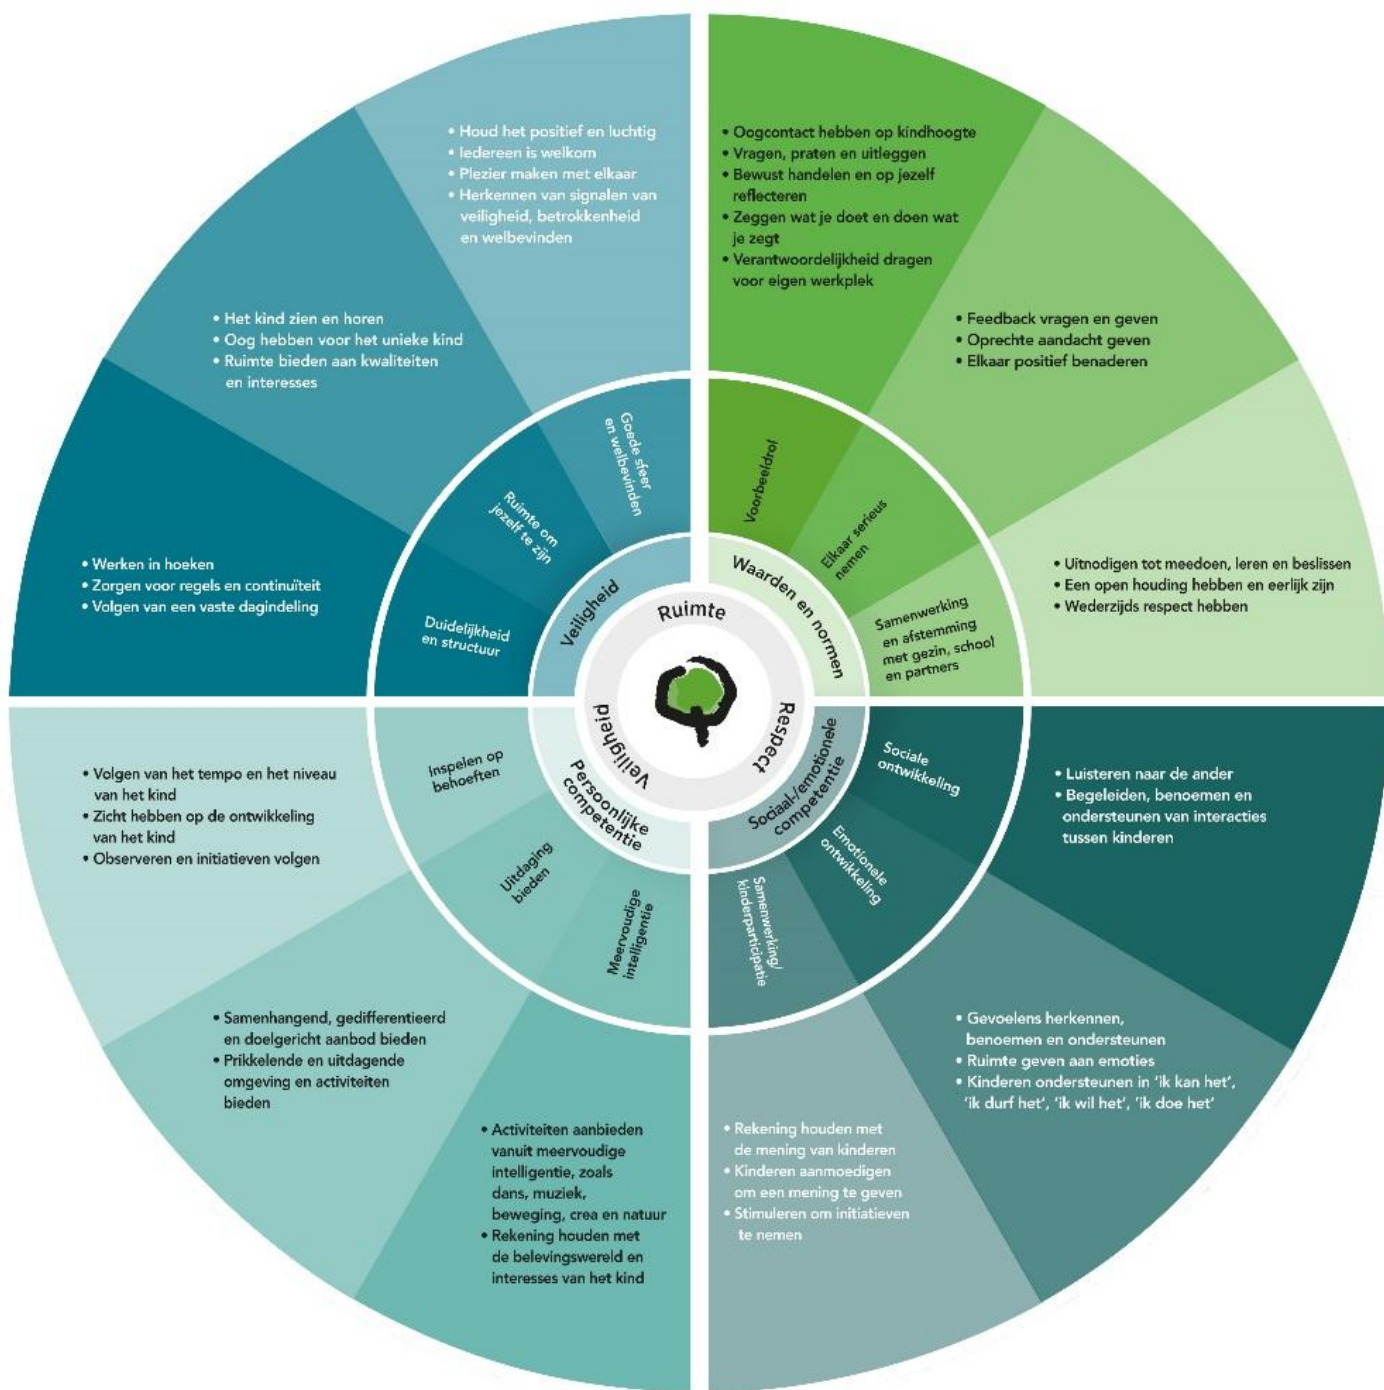 • Houd het positief en luchtig
• Iedereen is welkom
• Plezier maken met elkaar
• Herkennen van signalen van
veiligheid, betrokkenheid
en welbevinden
• Oogcontact hebben op kindhoogte
• Vragen, praten en uitleggen
• Bewust handelen en op jezelf
reflecteren
• Zeggen wat je doet en doen wat
je zegt
• Verantwoordelijkheid dragen
voor eigen werkplek
• Het kind zien en horen
• Oog hebben voor het unieke kind
• Ruimte bieden aan kwaliteiten
en interesses
• Feedback vragen en geven
• Oprechte aandacht geven
• Elkaar positief benaderen
• Werken in hoeken
• Zorgen voor regels en continuïteit
• Volgen van een vaste dagindeling
• Uitnodigen tot meedoen, leren en beslissen
• Een open houding hebben en eerlijk zijn
• Wederzijds respect hebben
Goede sfeer
en welbevinden
Ruimte om
jezelf te zijn
Duidelijkheid
en structuur
Voorbeeldrol
Elkaar serieus
nemen
Samenwerking
en afstemming
met gezin, school
en partners
Veiligheid
Waarden en normen
Ruimte
Respect
Veiligheid
Persoonlijke
competentie
Sociaal-/emotionele
competentie
Inspelen op
behoeften
Uitdaging
bieden
Meervoudige
intelligentie
Sociale
ontwikkeling
Emotionele
ontwikkeling
Samenwerking/
kinderparticipatie
• Volgen van het tempo en het niveau
van het kind
• Zicht hebben op de ontwikkeling
van het kind
• Observeren en initiatieven volgen
• Luisteren naar de ander
• Begeleiden, benoemen en
ondersteunen van interacties
tussen kinderen
• Samenhangend, gedifferentieerd
en doelgericht aanbod bieden
• Prikkelende en uitdagende
omgeving en activiteiten
bieden
• Gevoelens herkennen,
benoemen en ondersteunen
• Ruimte geven aan emoties
• Kinderen ondersteunen in ‘ik kan het’,
‘ik durf het’, ‘ik wil het’, ‘ik doe het’
• Activiteiten aanbieden
vanuit meervoudige
intelligentie, zoals
dans, muziek,
beweging, crea en natuur
• Rekening houden met
de belevingswereld en
interesses van het kind
• Rekening houden met
de mening van kinderen
• Kinderen aanmoedigen
om een mening te geven
• Stimuleren om initiatieven
te nemen